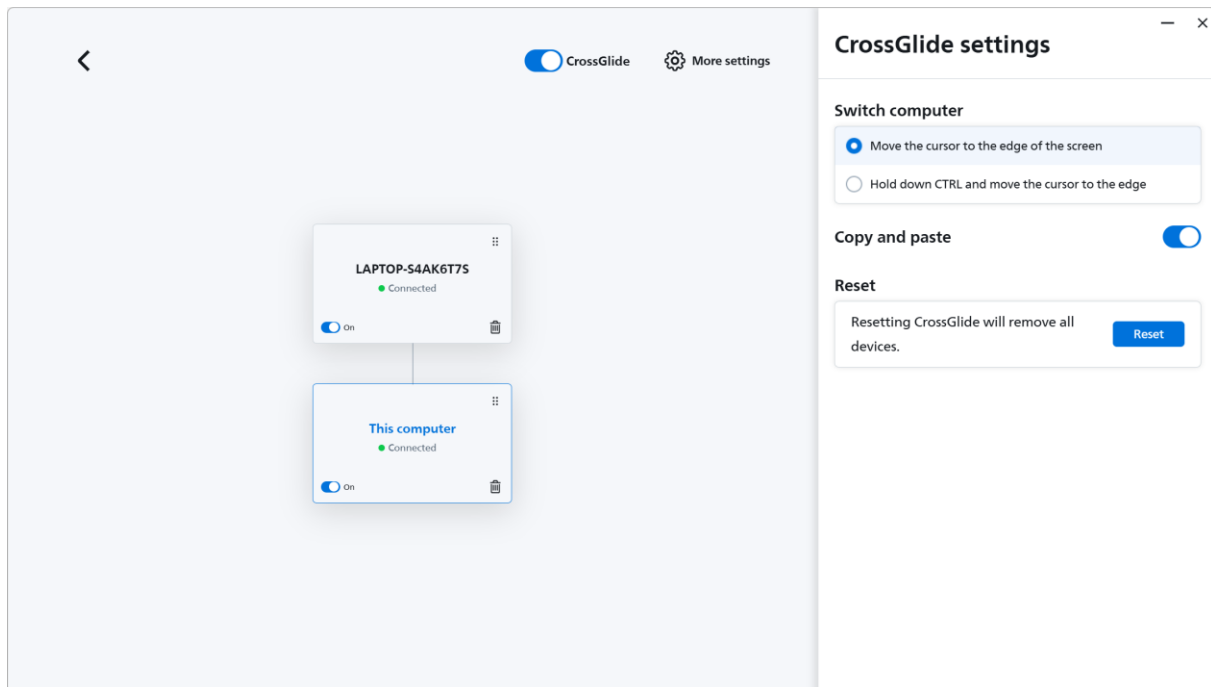 CrossGlide
More settings
LAPTOP-S4AK6T7S
Connected
On
This computer
Connected
On
CrossGlide settings
Switch computer
Move the cursor to the edge of the screen
Hold down CTRL and move the cursor to the edge
Copy and paste
Reset
Resetting CrossGlide will remove all
devices.
Reset